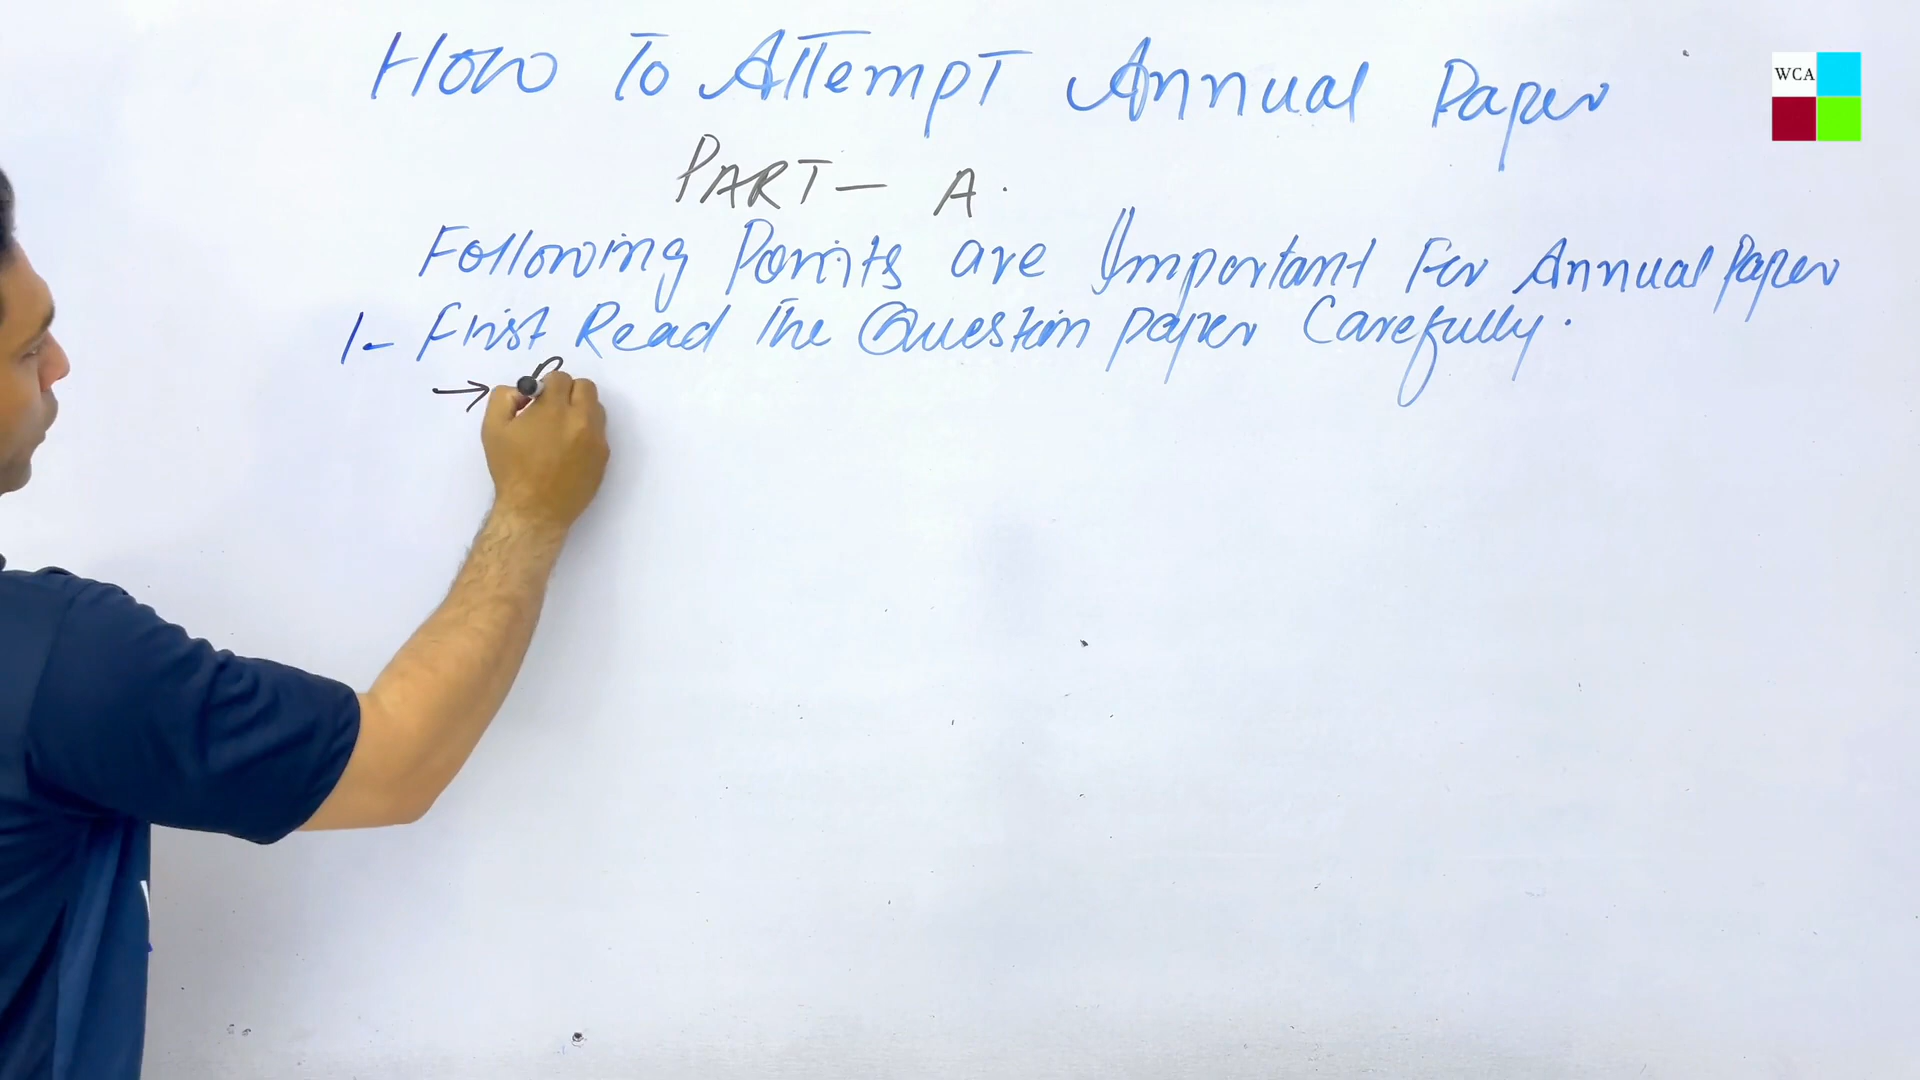 How To Attempt Annual Paper
WCA
PART - A.
Following Points are Important For Annual Paper
1- First Read The Question paper Carefully.
→